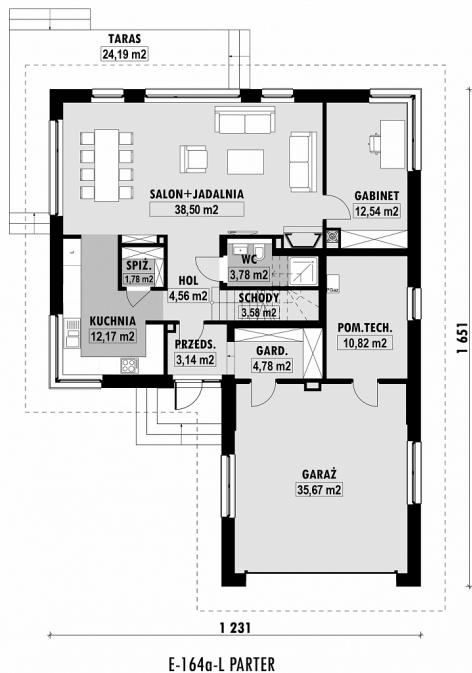 TARAS
24,19 m2
SALON+JADALNIA
38,50 m2
GABINET
12,54 m2
WC
3,78 m2
SPIŻ.
1,78 m2
HOL
4,56 m2
SCHODY
3,58 m2
KUCHNIA
12,17 m2
PRZEDS.
3,14 m2
GARD.
4,78 m2
POM.TECH.
10,82 m2
1 651
GARAŻ
35,67 m2
1 231
E-164a-L PARTER